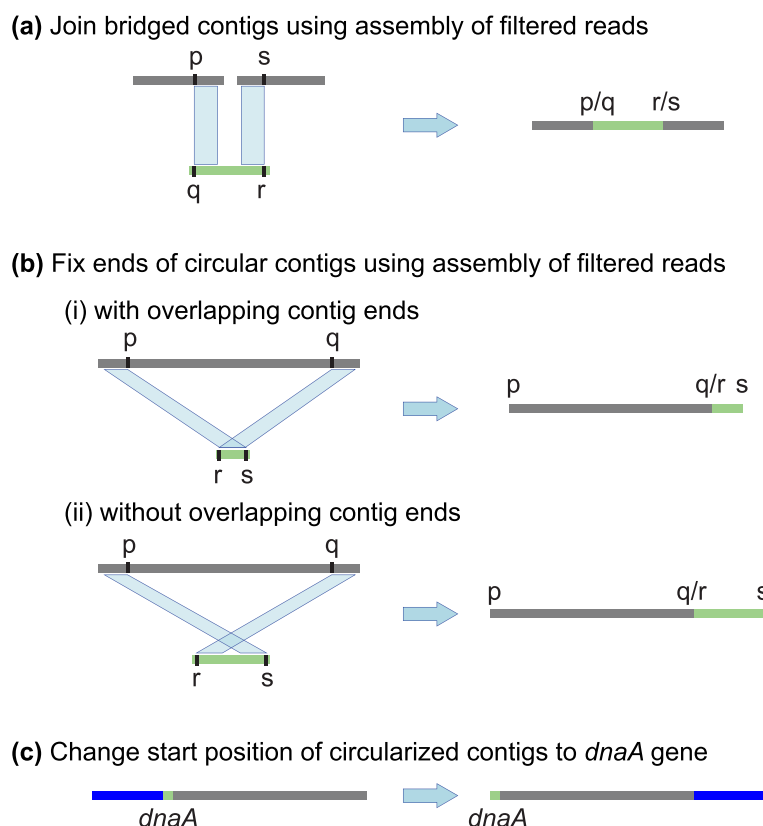 (a) Join bridged contigs using assembly of filtered reads
p s
p/q r/s
q r
(b) Fix ends of circular contigs using assembly of filtered reads
(i) with overlapping contig ends
p q
p q/r s
r s
(ii) without overlapping contig ends
p q
p q/r s
r s
(c) Change start position of circularized contigs to dnaA gene
dnaA dnaA